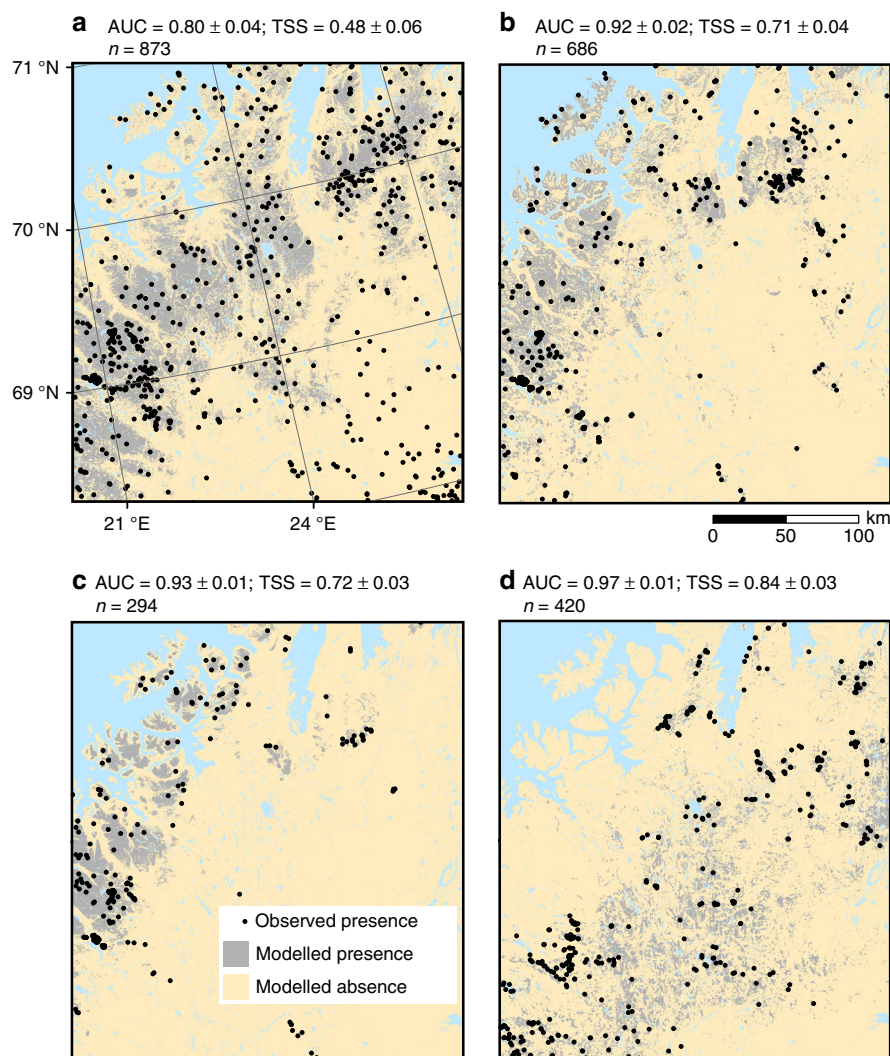 a AUC = 0.80 ± 0.04; TSS = 0.48 ± 0.06
n = 873
b AUC = 0.92 ± 0.02; TSS = 0.71 ± 0.04
n = 686
71 °N
70 °N
69 °N
21 °E
24 °E
km
0
50
100
c AUC = 0.93 ± 0.01; TSS = 0.72 ± 0.03
n = 294
d AUC = 0.97 ± 0.01; TSS = 0.84 ± 0.03
n = 420
Observed presence
Modelled presence
Modelled absence